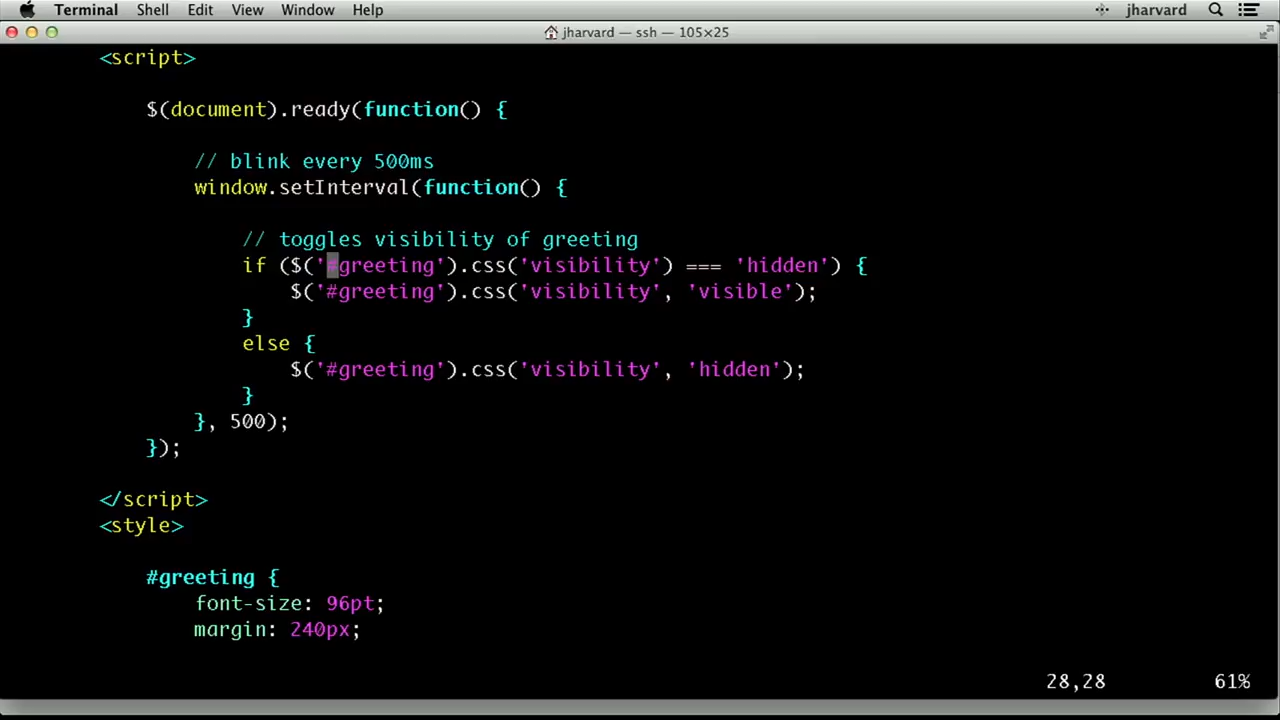 Terminal Shell Edit View Window Help jharvard
jharvard — ssh — 105×25
<script>
$(document).ready(function() {
// blink every 500ms
window.setInterval(function() {
// toggles visibility of greeting
if ($('#greeting').css('visibility') === 'hidden') {
$('#greeting').css('visibility', 'visible');
}
else {
$('#greeting').css('visibility', 'hidden');
}
}, 500);
});
</script>
<style>
#greeting {
font-size: 96pt;
margin: 240px;
28,28 61%